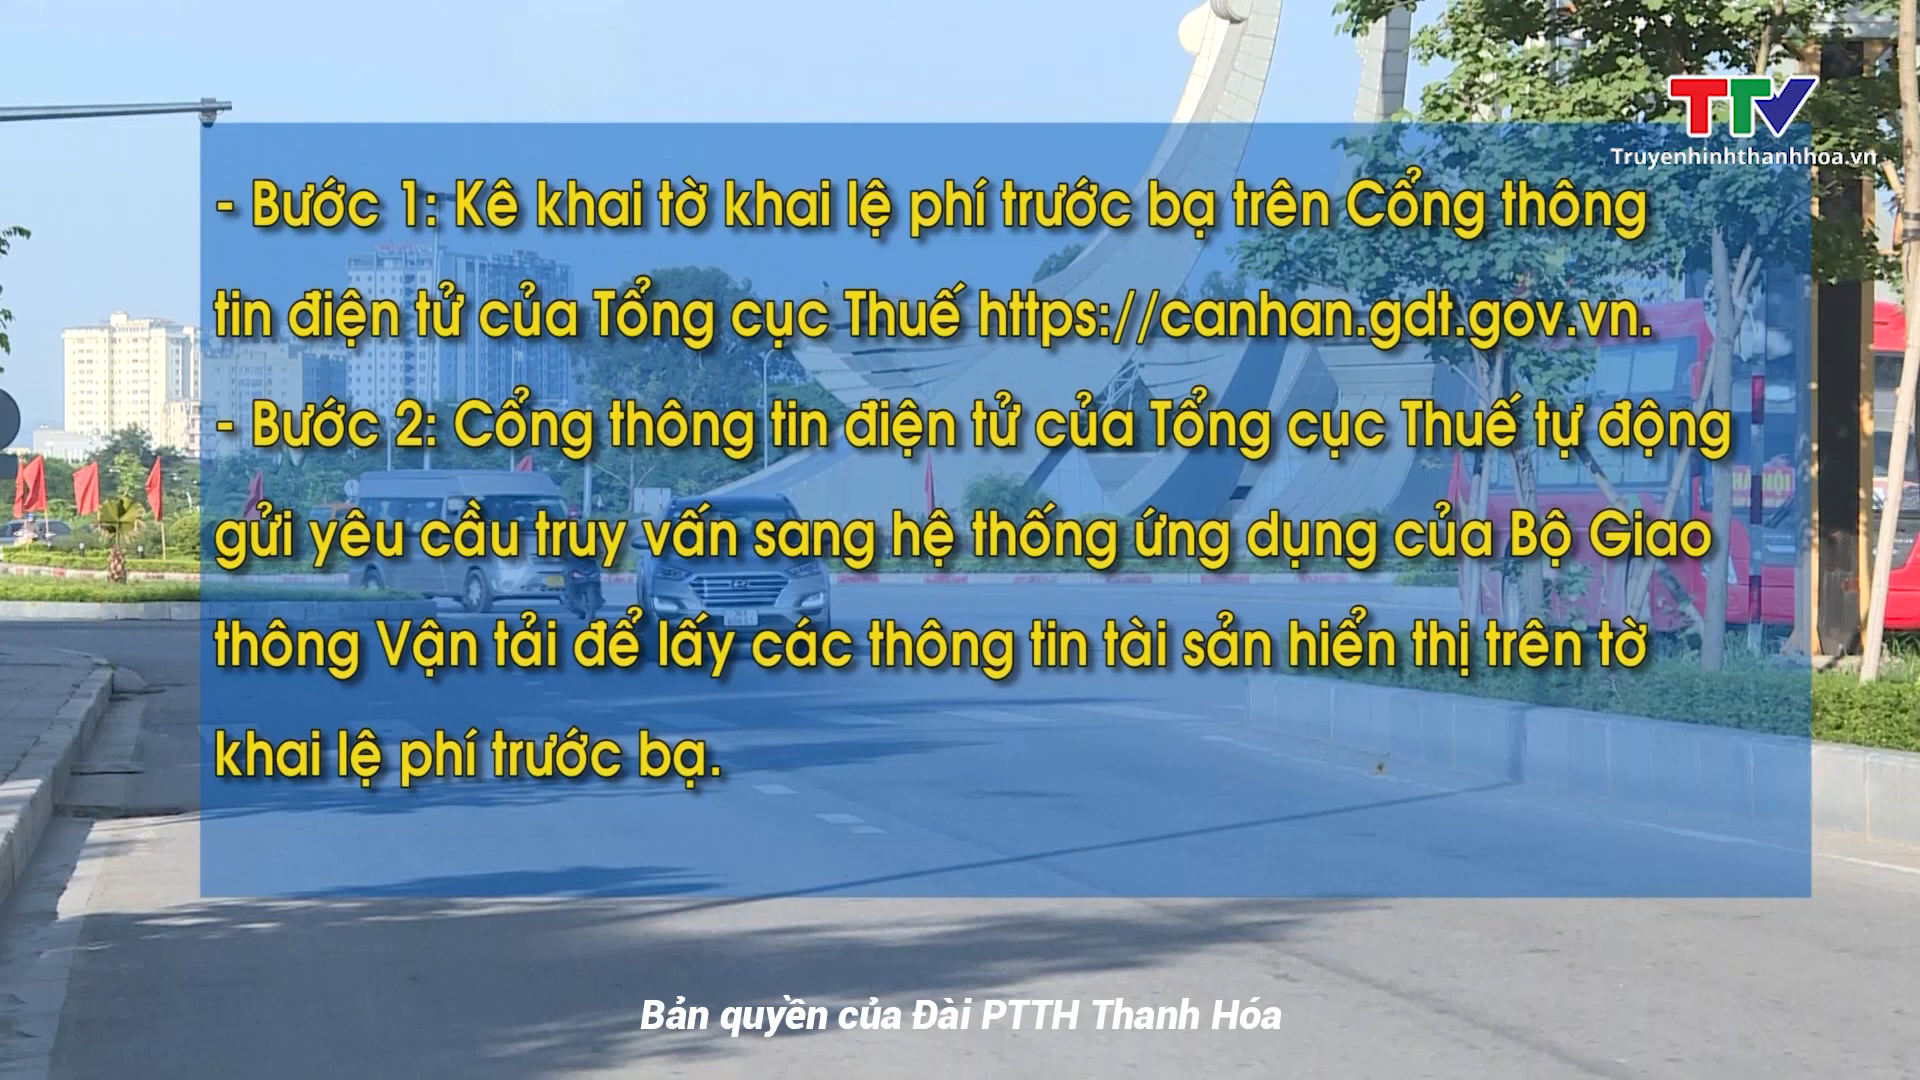 TTV
Truyenhinhthanhhoa.vn
- Bước 1: Kê khai tờ khai lệ phí trước bạ trên Cổng thông
tin điện tử của Tổng cục Thuế https://canhan.gdt.gov.vn.
- Bước 2: Cổng thông tin điện tử của Tổng cục Thuế tự động
gửi yêu cầu truy vấn sang hệ thống ứng dụng của Bộ Giao
thông Vận tải để lấy các thông tin tài sản hiển thị trên tờ
khai lệ phí trước bạ.
HÀ NỘI
Bản quyền của Đài PTTH Thanh Hóa